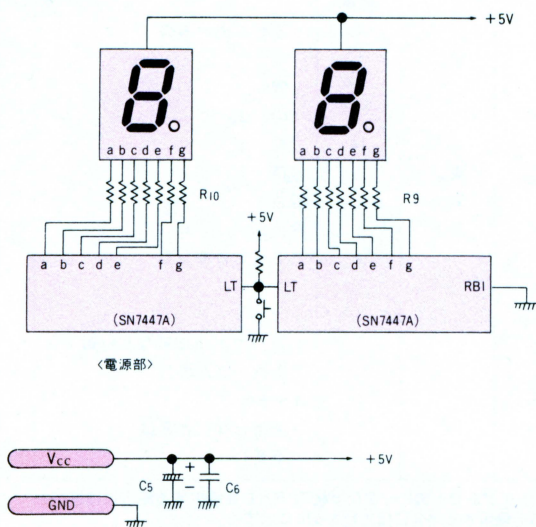 +5V
a b c d e f g
a b c d e f g
R10
R9
+5V
a b c d e f g
a b c d e f g
LT
LT
RBI
(SN7447A)
(SN7447A)
〈電源部〉
VCC
+5V
C5
+
−
C6
GND